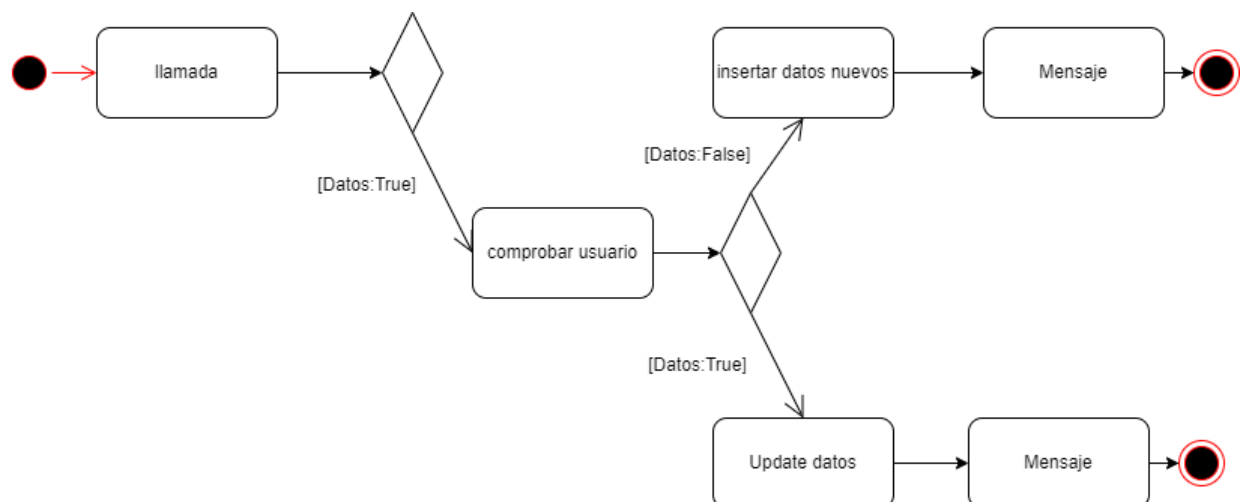 llamada
insertar datos nuevos
Mensaje
[Datos:False]
[Datos:True]
comprobar usuario
[Datos:True]
Update datos
Mensaje